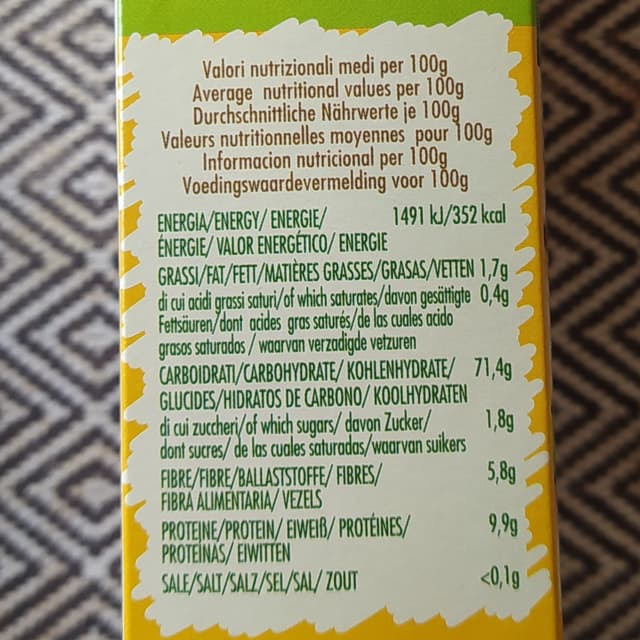 Valori nutrizionali medi per 100g
Average nutritional values per 100g
Durchschnittliche Nährwerte je 100g
Valeurs nutritionnelles moyennes pour 100g
Informacion nutricional per 100g
Voedingswaardevermelding voor 100g
ENERGIA/ENERGY/ ENERGIE/ 1491 kJ/352 kcal
ÉNERGIE/ VALOR ENERGÉTICO/ ENERGIE
GRASSI/FAT/FETT/MATIÈRES GRASSES/GRASAS/VETTEN 1,7g
di cui acidi grassi saturi/of which saturates/davon gesättigte 0,4g
Fettsäuren/dont acides gras saturés/de las cuales acido
grasos saturados / waarvan verzadigde vetzuren
CARBOIDRATI/CARBOHYDRATE/ KOHLENHYDRATE/ 71,4g
GLUCIDES/HIDRATOS DE CARBONO/ KOOLHYDRATEN
di cui zuccheri/of which sugars/ davon Zucker/ 1,8g
dont sucres/ de las cuales saturadas/waarvan suikers
FIBRE/FIBRE/BALLASTSTOFFE/ FIBRES/ 5,8g
FIBRA ALIMENTARIA/ VEZELS
PROTEINE/PROTEIN/ EIWEIß/ PROTÉINES/ 9,9g
PROTEÍNAS/ EIWITTEN
SALE/SALT/SALZ/SEL/SAL/ ZOUT <0,1g